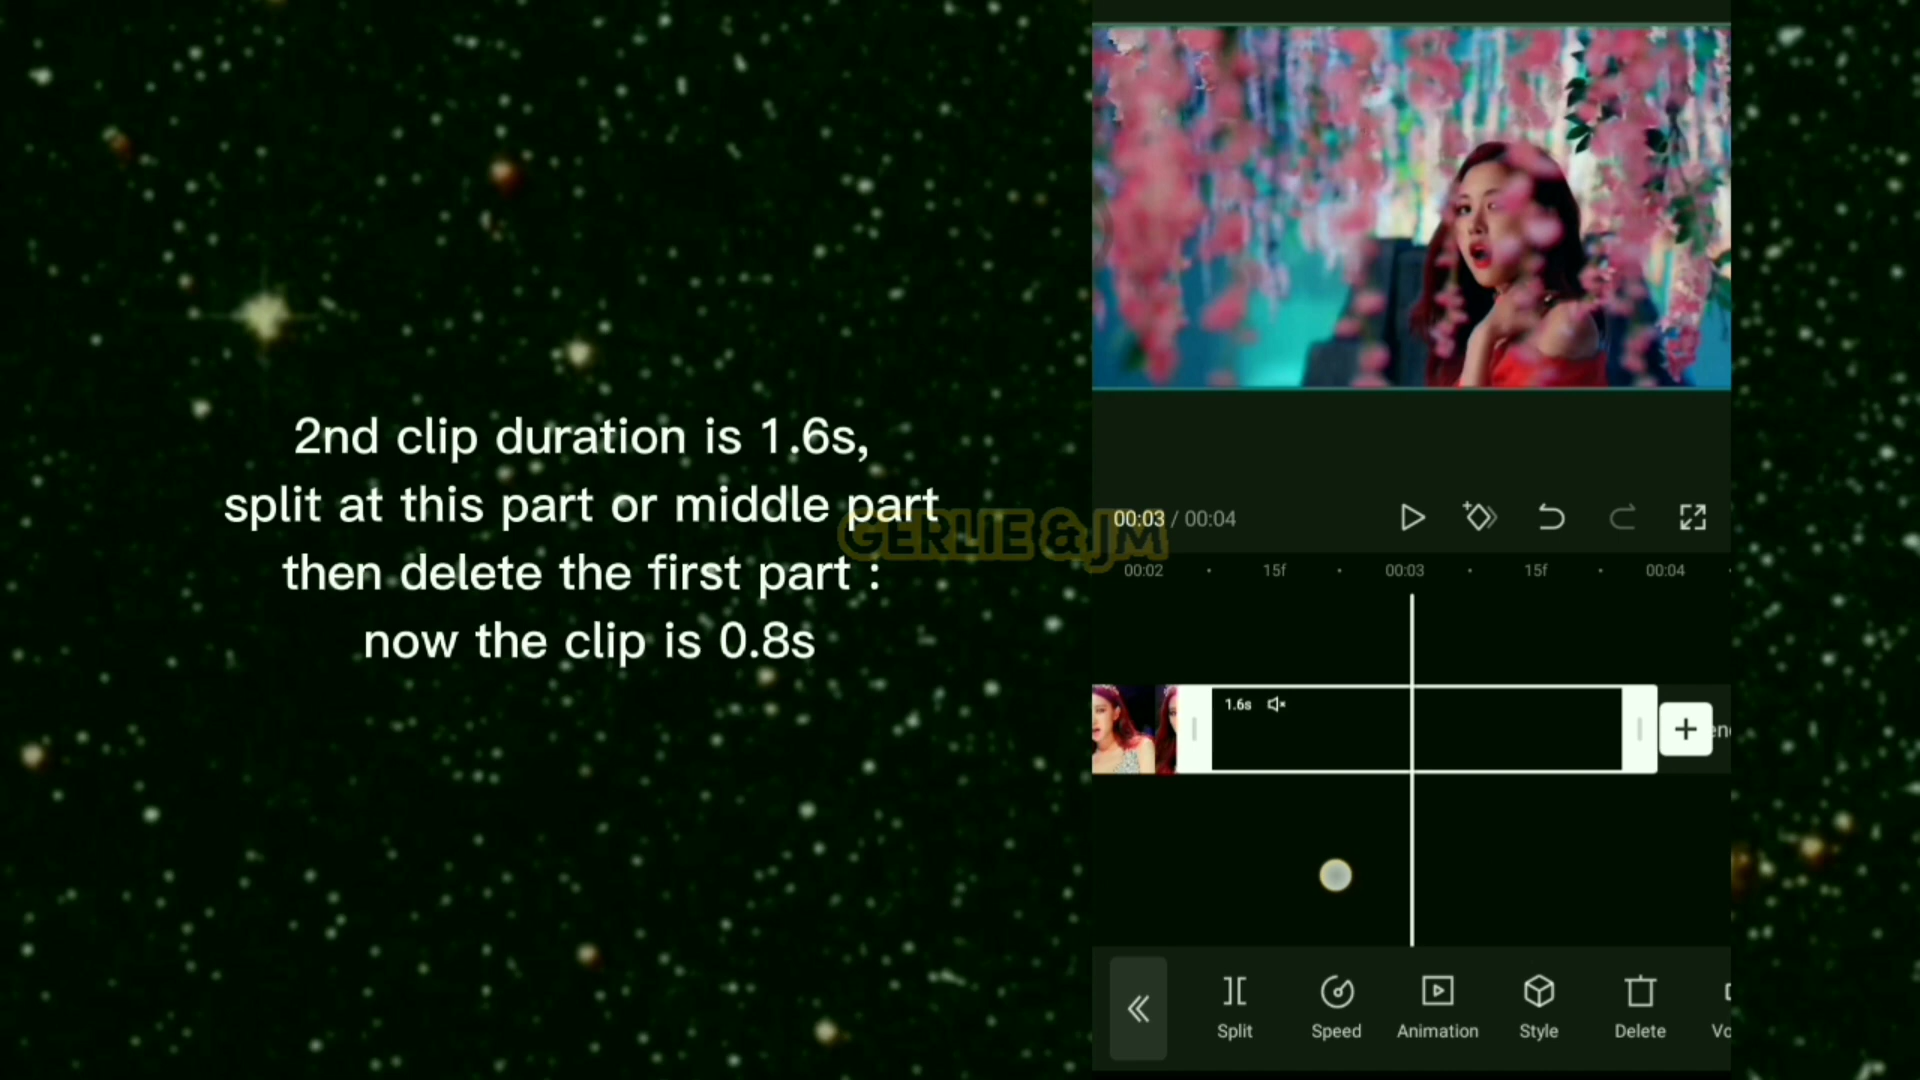 2nd clip duration is 1.6s,
split at this part or middle part
then delete the first part :
now the clip is 0.8s
GERLIE&JM
00:03 / 00:04
00:02 15f 00:03 15f 00:04
1.6s
Split Speed Animation Style Delete